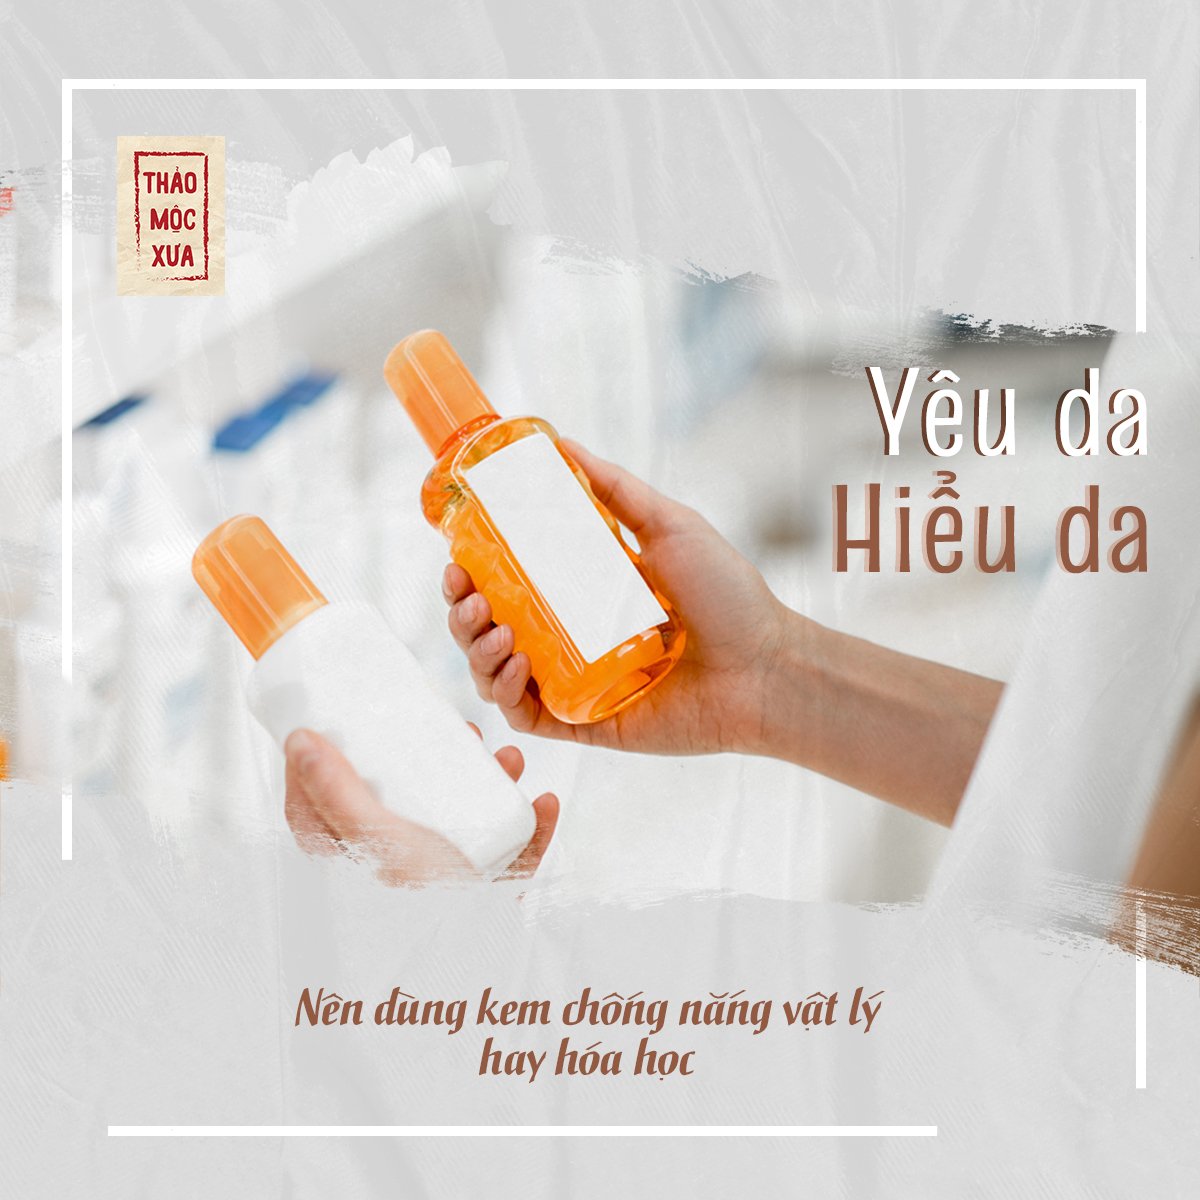 THẢO
MỘC
XƯA
Yêu da
Hiểu da
Nên dùng kem chống nắng vật lý
hay hóa học